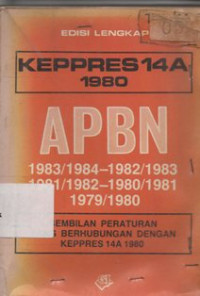 EDISI LENGKAP
KEPPRES 14A
1980
APBN
1983/1984-1982/1983
1981/1982-1980/1981
1979/1980
SEMBILAN PERATURAN
BERHUBUNGAN DENGAN
KEPPRES 14A 1980